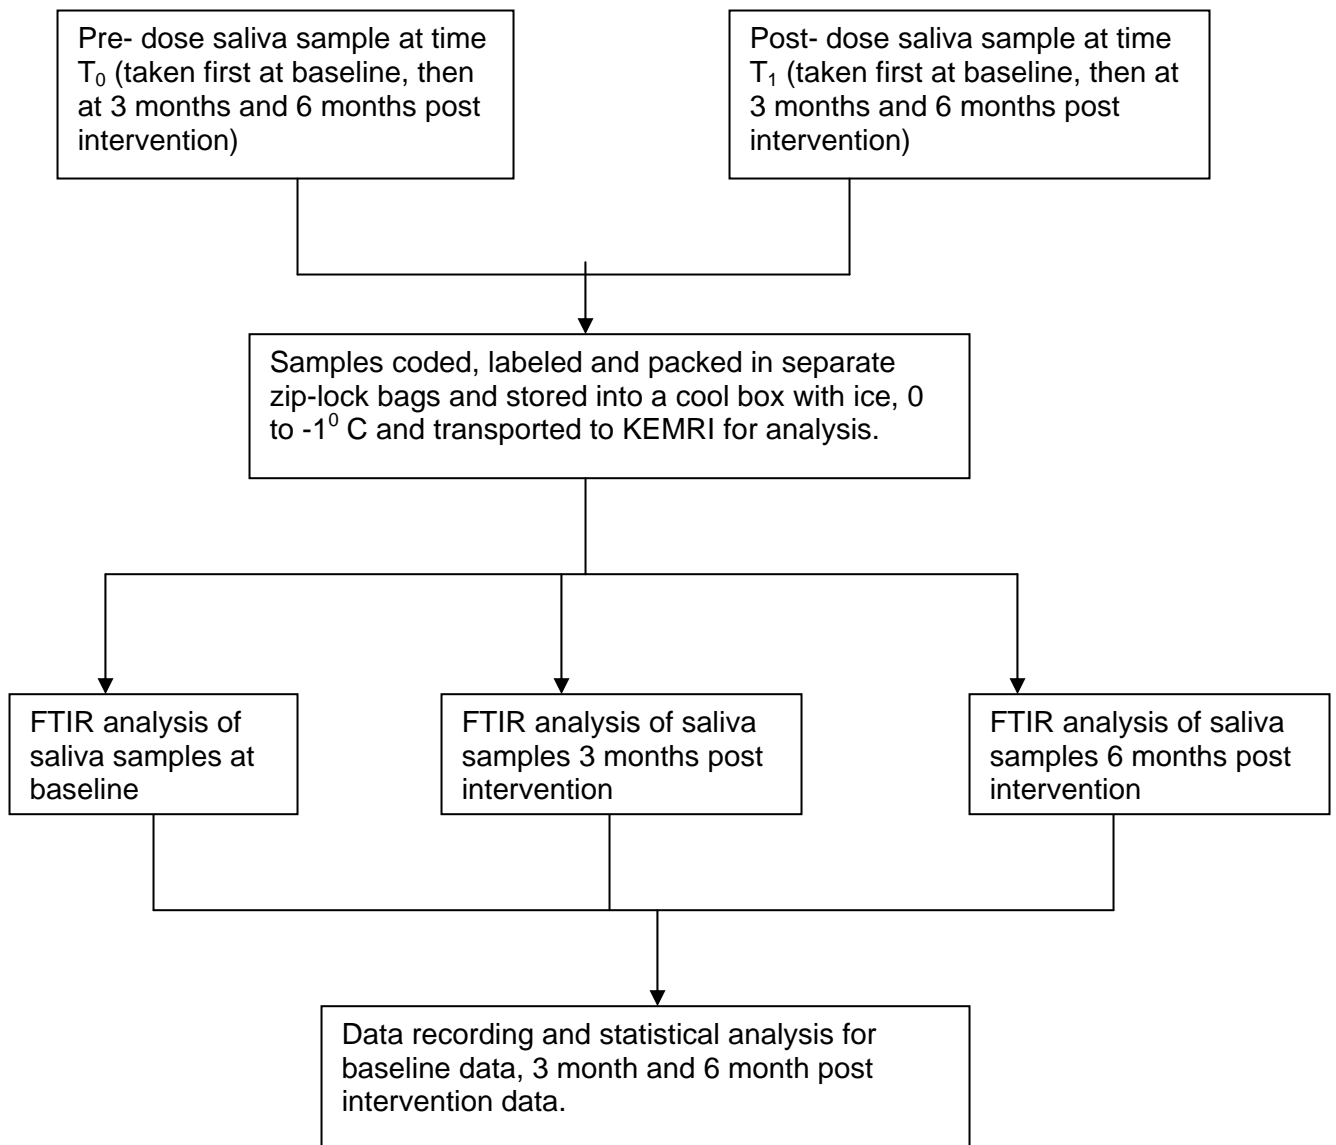 Pre- dose saliva sample at time
T₀ (taken first at baseline, then
at 3 months and 6 months post
intervention)
Post- dose saliva sample at time
T₁ (taken first at baseline, then at
3 months and 6 months post
intervention)
Samples coded, labeled and packed in separate
zip-lock bags and stored into a cool box with ice, 0
to -1⁰ C and transported to KEMRI for analysis.
FTIR analysis of
saliva samples at
baseline
FTIR analysis of saliva
samples 3 months post
intervention
FTIR analysis of saliva
samples 6 months post
intervention
Data recording and statistical analysis for
baseline data, 3 month and 6 month post
intervention data.